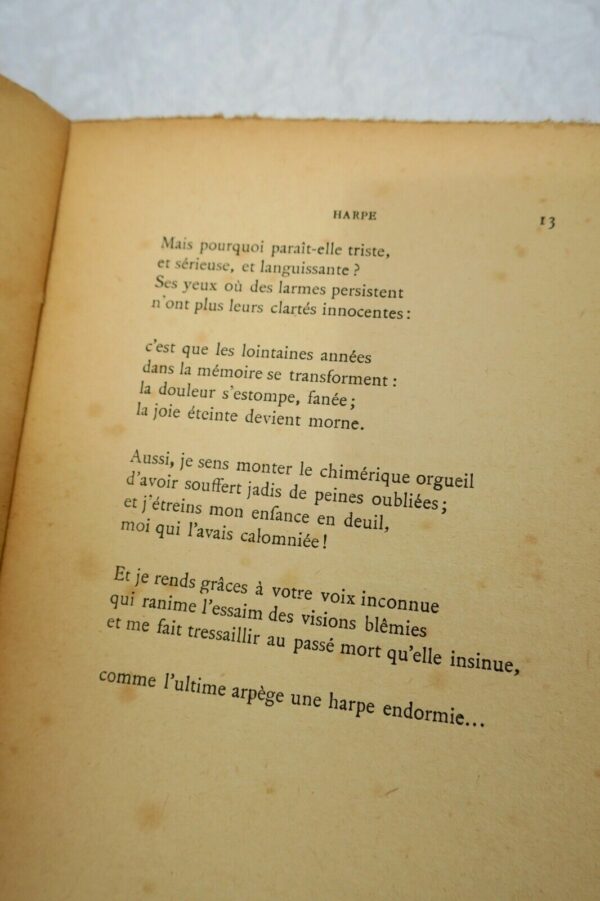 HARPE 13
Mais pourquoi paraît-elle triste,
et sérieuse, et languissante ?
Ses yeux où des larmes persistent
n'ont plus leurs clartés innocentes :
c'est que les lointaines années
dans la mémoire se transforment :
la douleur s'estompe, fanée ;
la joie éteinte devient morne.
Aussi, je sens monter le chimérique orgueil
d'avoir souffert jadis de peines oubliées ;
et j'étreins mon enfance en deuil,
moi qui l'avais calomniée !
Et je rends grâces à votre voix inconnue
qui ranime l'essaim des visions blêmies
et me fait tressaillir au passé mort qu'elle insinue,
comme l'ultime arpège une harpe endormie...